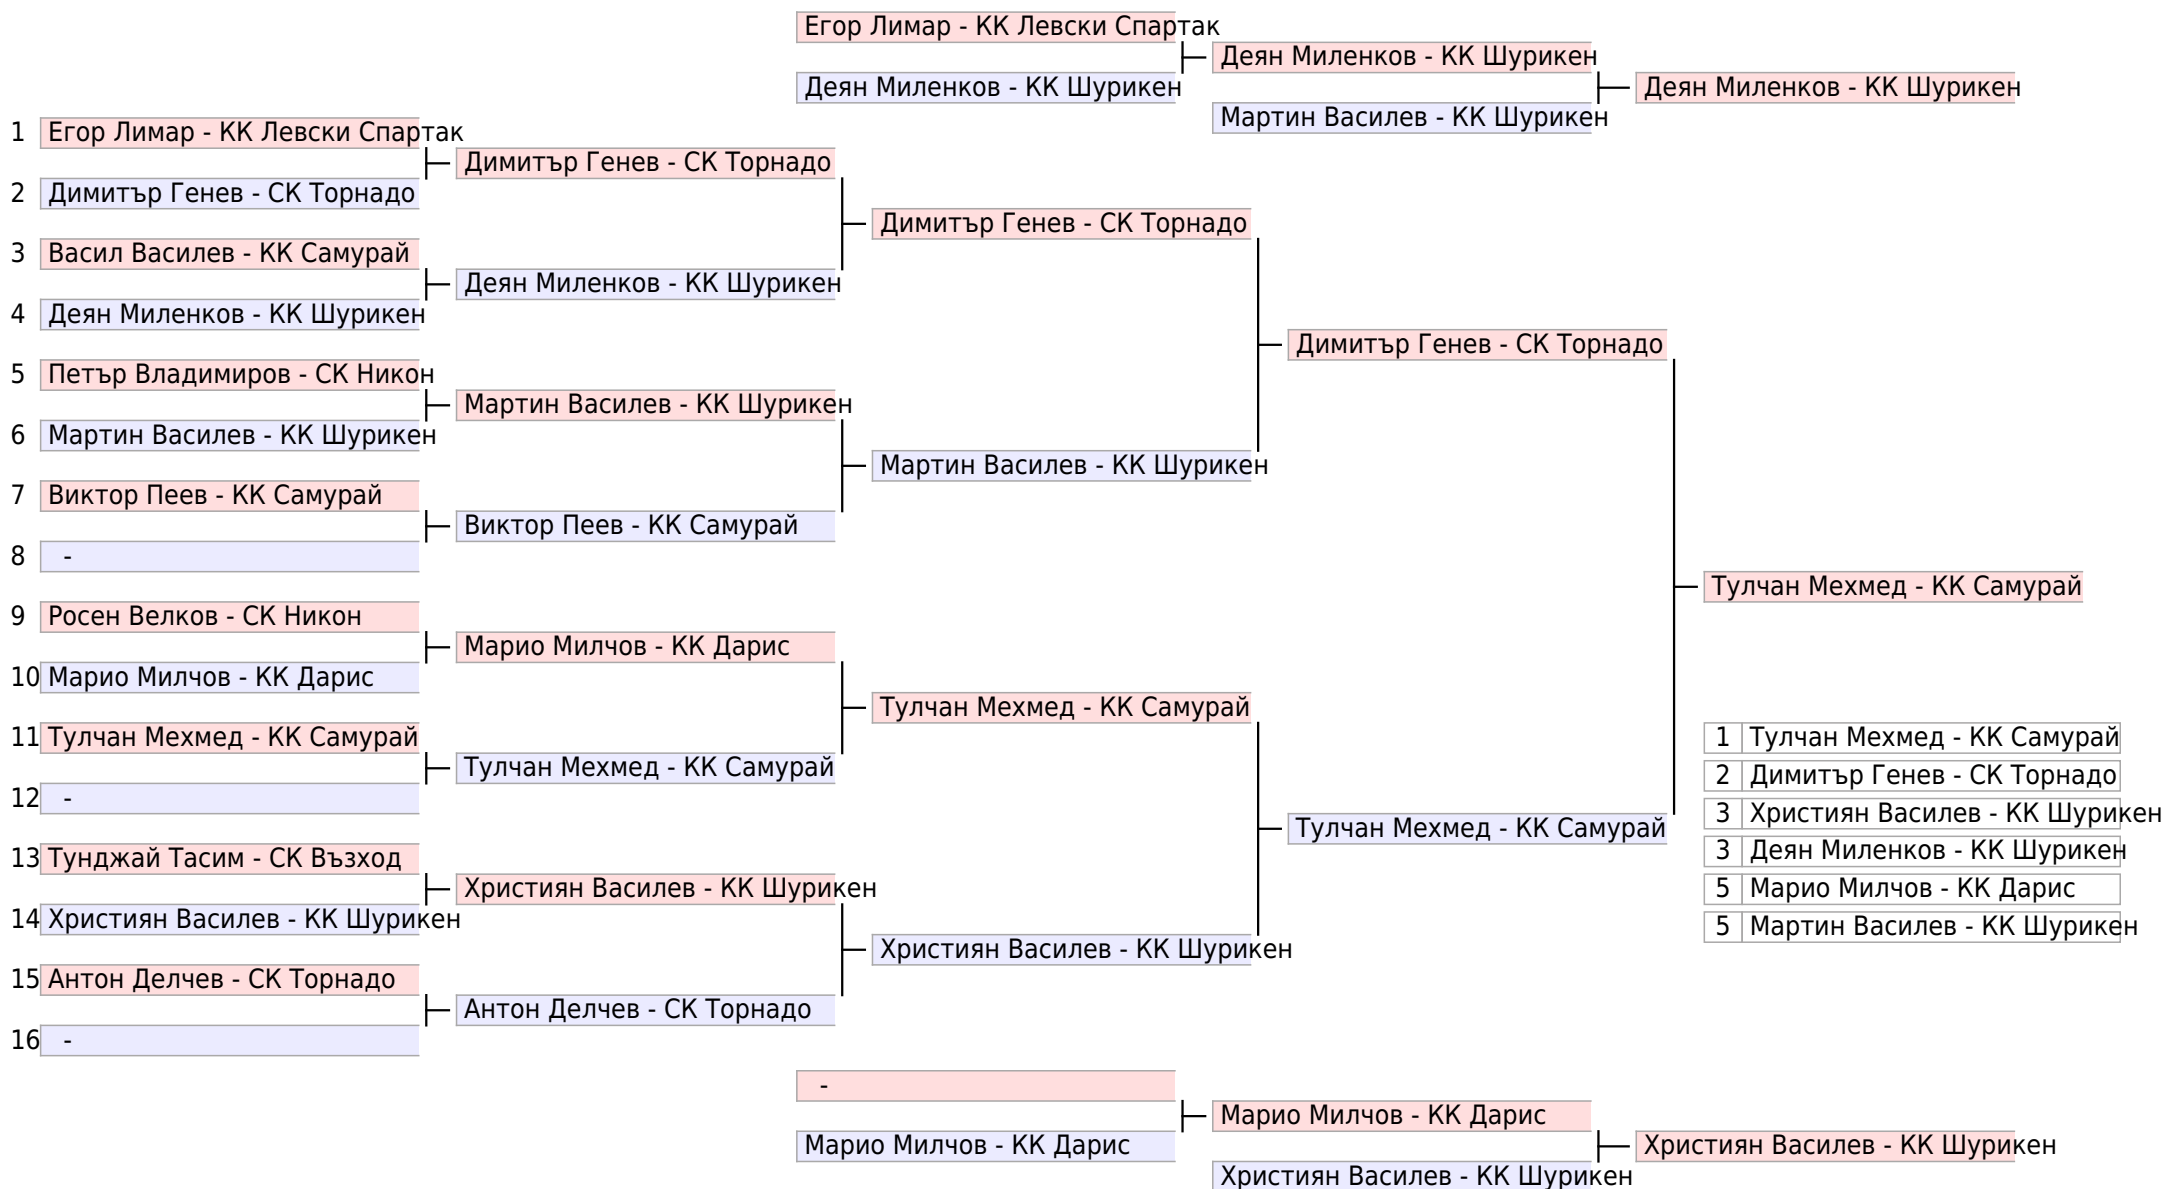 Егор Лимар - КК Левски Спартак
Деян Миленков - КК Шурикен
Деян Миленков - КК Шурикен
Деян Миленков - КК Шурикен
Мартин Василев - КК Шурикен
1 Егор Лимар - КК Левски Спартак
Димитър Генев - СК Торнадо
2 Димитър Генев - СК Торнадо
Димитър Генев - СК Торнадо
3 Васил Василев - КК Самурай
Деян Миленков - КК Шурикен
4 Деян Миленков - КК Шурикен
Димитър Генев - СК Торнадо
5 Петър Владимиров - СК Никон
Мартин Василев - КК Шурикен
6 Мартин Василев - КК Шурикен
Мартин Василев - КК Шурикен
7 Виктор Пеев - КК Самурай
Виктор Пеев - КК Самурай
8 -
Тулчан Мехмед - КК Самурай
9 Росен Велков - СК Никон
Марио Милчов - КК Дарис
10 Марио Милчов - КК Дарис
Тулчан Мехмед - КК Самурай
11 Тулчан Мехмед - КК Самурай
Тулчан Мехмед - КК Самурай
12 -
Тулчан Мехмед - КК Самурай
13 Тунджай Тасим - СК Възход
Християн Василев - КК Шурикен
14 Християн Василев - КК Шурикен
Християн Василев - КК Шурикен
15 Антон Делчев - СК Торнадо
Антон Делчев - СК Торнадо
16 -
1 Тулчан Мехмед - КК Самурай
2 Димитър Генев - СК Торнадо
3 Християн Василев - КК Шурикен
3 Деян Миленков - КК Шурикен
5 Марио Милчов - КК Дарис
5 Мартин Василев - КК Шурикен
-
Марио Милчов - КК Дарис
Марио Милчов - КК Дарис
Християн Василев - КК Шурикен
Християн Василев - КК Шурикен